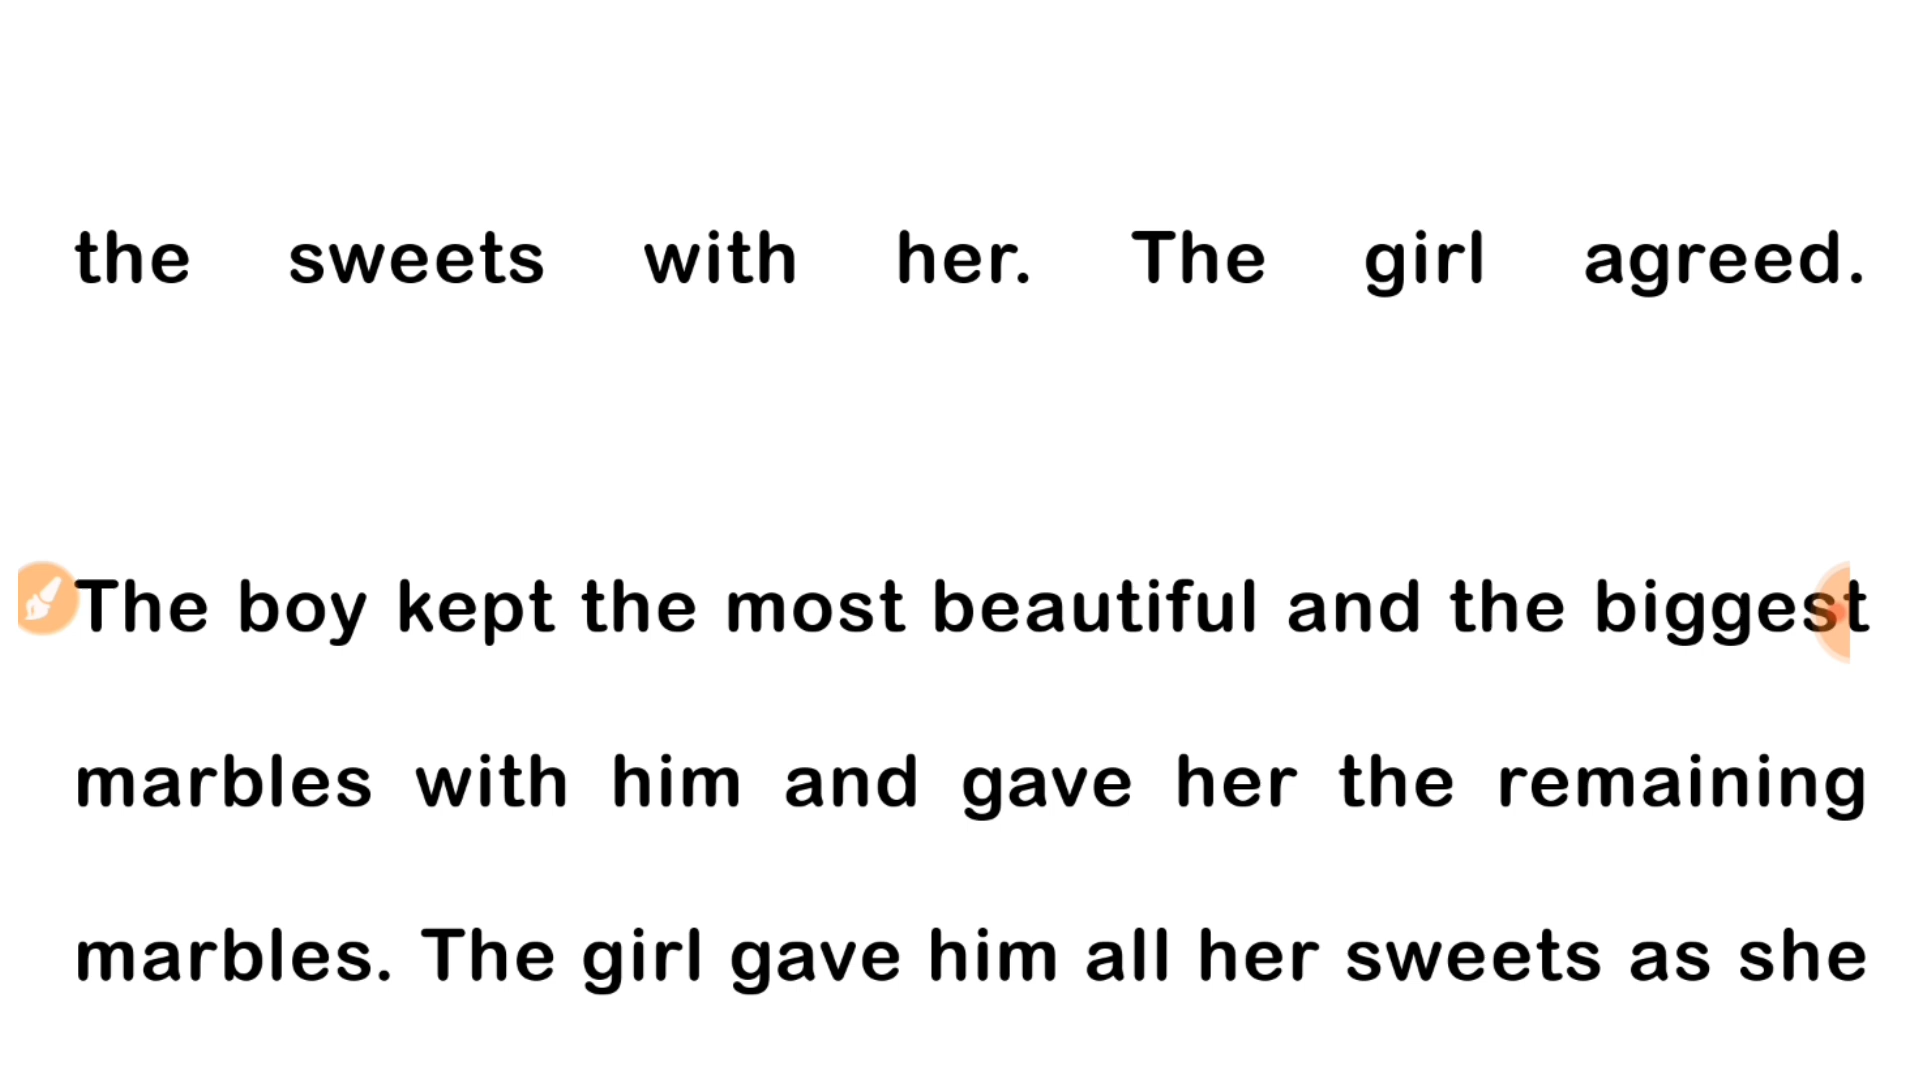 the sweets with her. The girl agreed.
The boy kept the most beautiful and the biggest
marbles with him and gave her the remaining
marbles. The girl gave him all her sweets as she